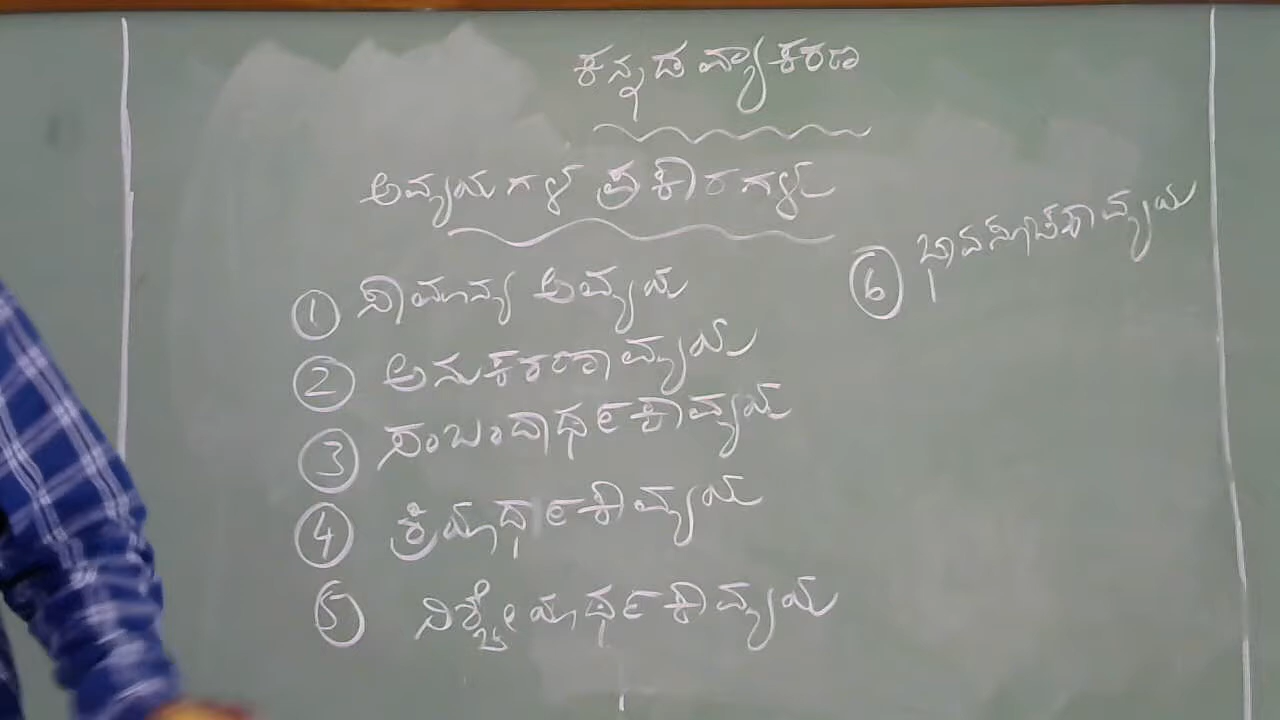 ಕನ್ನಡ ವ್ಯಾಕರಣ
ಅವ್ಯಯಗಳ ಪ್ರಕಾರಗಳು
① ಸಾಮಾನ್ಯ ಅವ್ಯಯ
② ಅನುಕರಣಾವ್ಯಯ
③ ಸಂಬಂದಾರ್ಥಕಾವ್ಯಯ
④ ಕ್ರಿಯಾರ್ಥಕಾವ್ಯಯ
⑤ ನಿಶ್ಚೇಯಾರ್ಥಕಾವ್ಯಯ
⑥ ಭಾವಸೂಚಕಾವ್ಯಯ